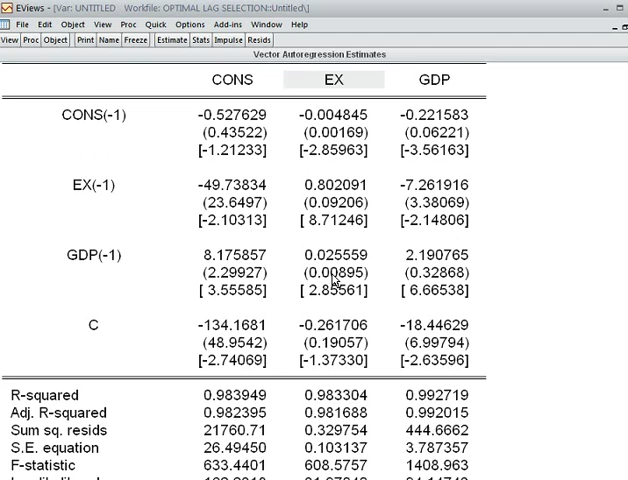 EViews - [Var: UNTITLED Workfile: OPTIMAL LAG SELECTION::Untitled\]
File Edit Object View Proc Quick Options Add-ins Window Help
View Proc Object Print Name Freeze Estimate Stats Impulse Resids
Vector Autoregression Estimates
CONS EX GDP
CONS(-1) -0.527629 -0.004845 -0.221583
(0.43522) (0.00169) (0.06221)
[-1.21233] [-2.85963] [-3.56163]
EX(-1) -49.73834 0.802091 -7.261916
(23.6497) (0.09206) (3.38069)
[-2.10313] [ 8.71246] [-2.14806]
GDP(-1) 8.175857 0.025559 2.190765
(2.29927) (0.00895) (0.32868)
[ 3.55585] [ 2.85561] [ 6.66538]
C -134.1681 -0.261706 -18.44629
(48.9542) (0.19057) (6.99794)
[-2.74069] [-1.37330] [-2.63596]
R-squared 0.983949 0.983304 0.992719
Adj. R-squared 0.982395 0.981688 0.992015
Sum sq. resids 21760.71 0.329754 444.6662
S.E. equation 26.49450 0.103137 3.787357
F-statistic 633.4401 608.5757 1408.963